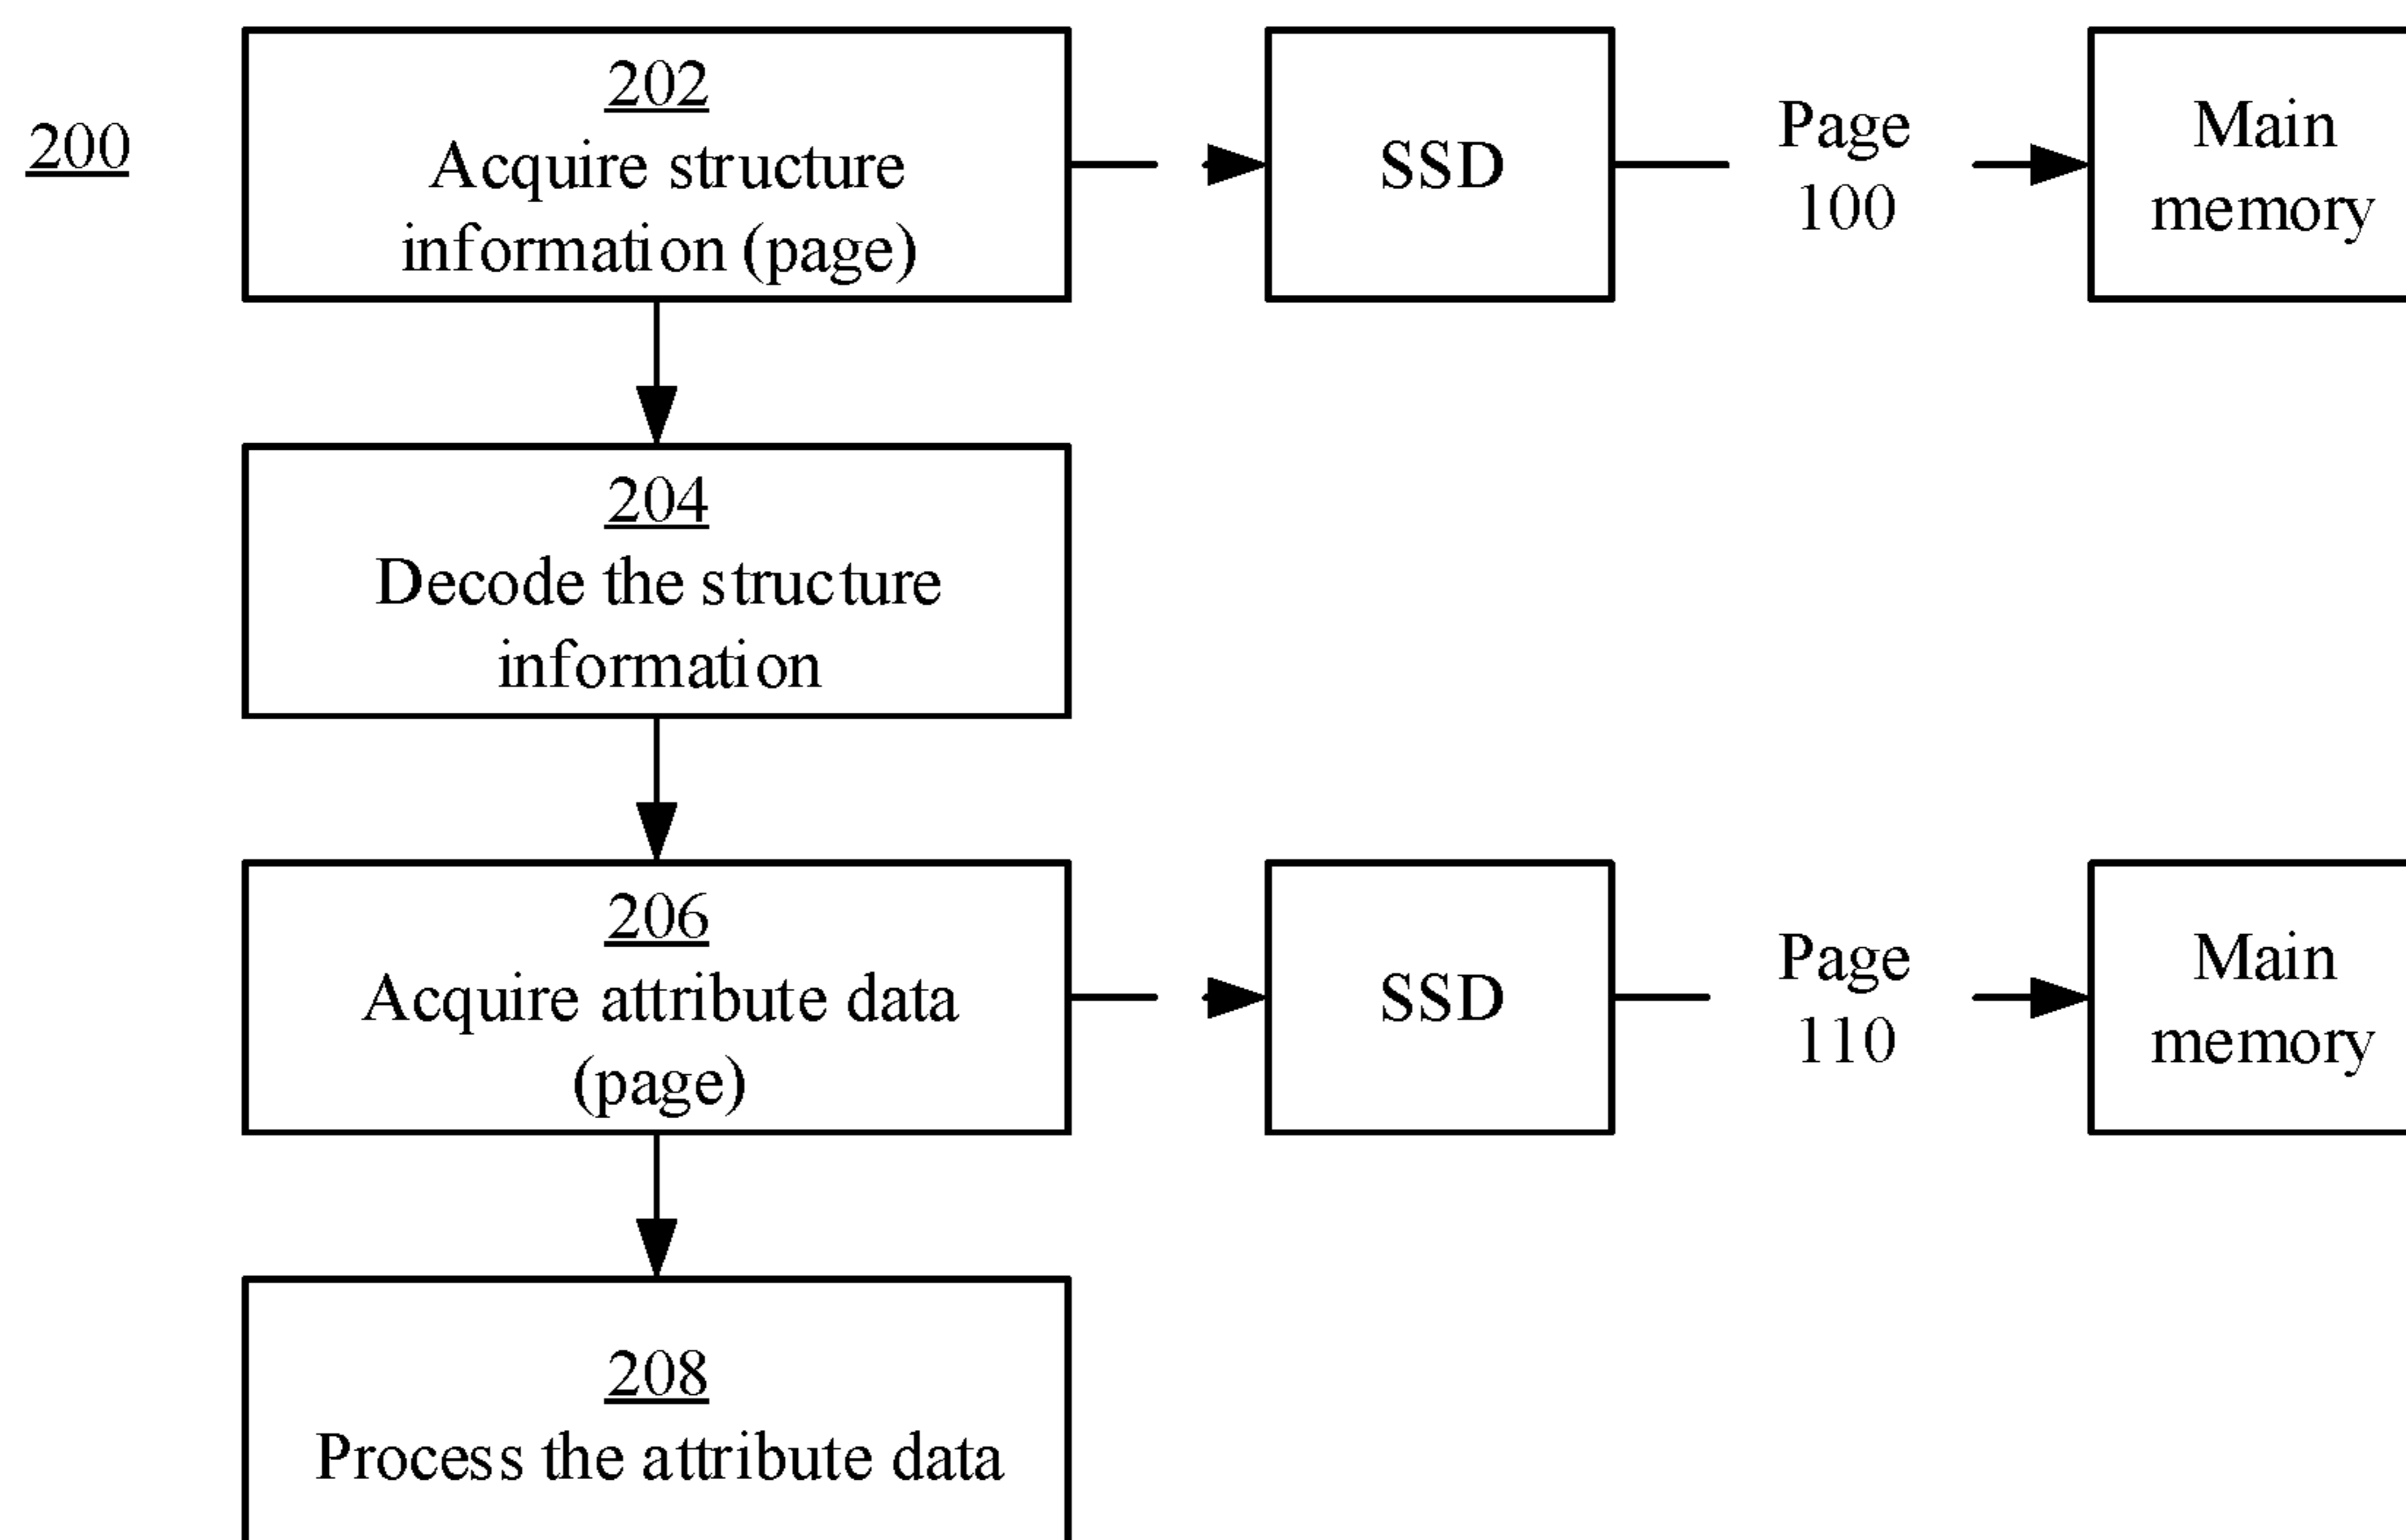 200
202
Acquire structure
information (page)
SSD
Page
100
Main
memory
204
Decode the structure
information
206
Acquire attribute data
(page)
SSD
Page
110
Main
memory
208
Process the attribute data